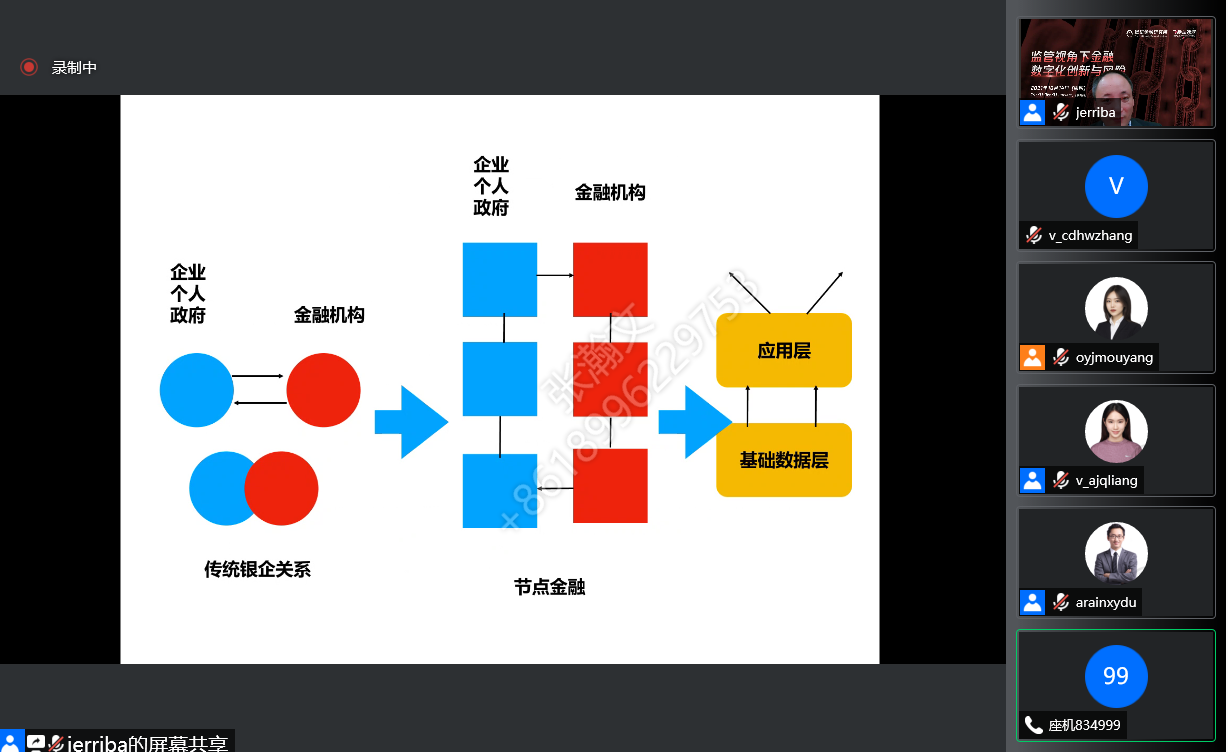 录制中
企业
个人
政府
金融机构
传统银企关系
企业
个人
政府
金融机构
节点金融
应用层
基础数据层
张瀚文
+8618996229753
监管视角下金融
数字化创新与风险
jerriba
V
v_cdhwzhang
oyjmouyang
v_ajqliang
arainxydu
99
座机834999
jerriba的屏幕共享